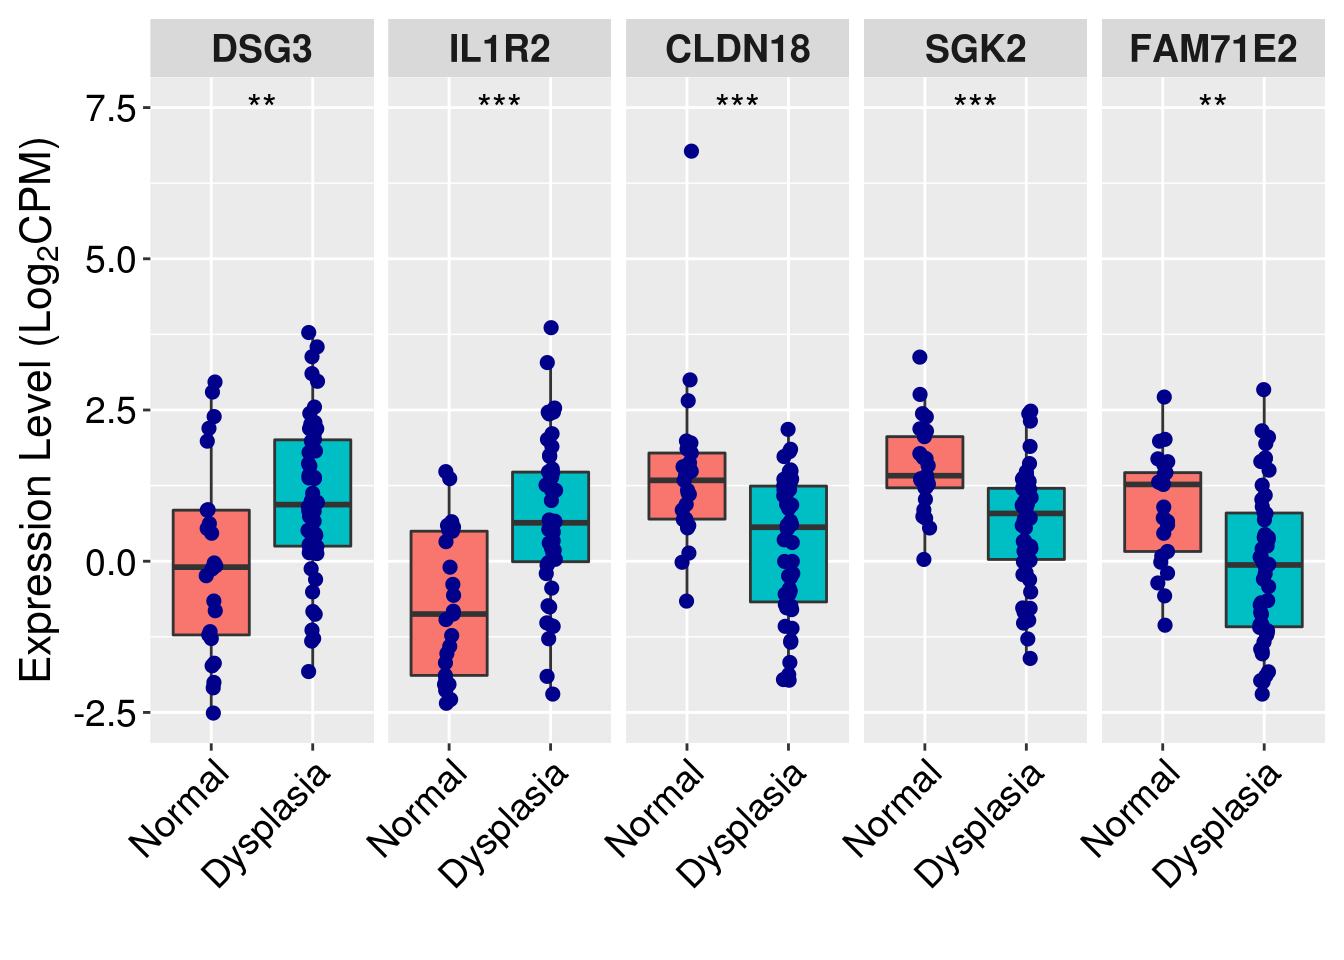 DSG3 IL1R2 CLDN18 SGK2 FAM71E2
** *** *** *** **
Expression Level (Log₂CPM)
7.5
5.0
2.5
0.0
-2.5
Normal Dysplasia Normal Dysplasia Normal Dysplasia Normal Dysplasia Normal Dysplasia